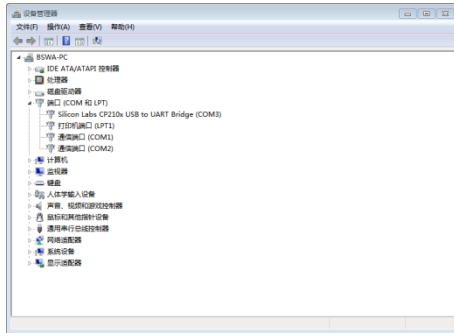 设备管理器
文件(F) 操作(A) 查看(V) 帮助(H)
BSWA-PC
IDE ATA/ATAPI 控制器
处理器
磁盘驱动器
端口 (COM 和 LPT)
Silicon Labs CP210x USB to UART Bridge (COM3)
打印机端口 (LPT1)
通信端口 (COM1)
通信端口 (COM2)
计算机
监视器
键盘
人体学输入设备
声音、视频和游戏控制器
鼠标和其他指针设备
通用串行总线控制器
网络适配器
系统设备
显示适配器